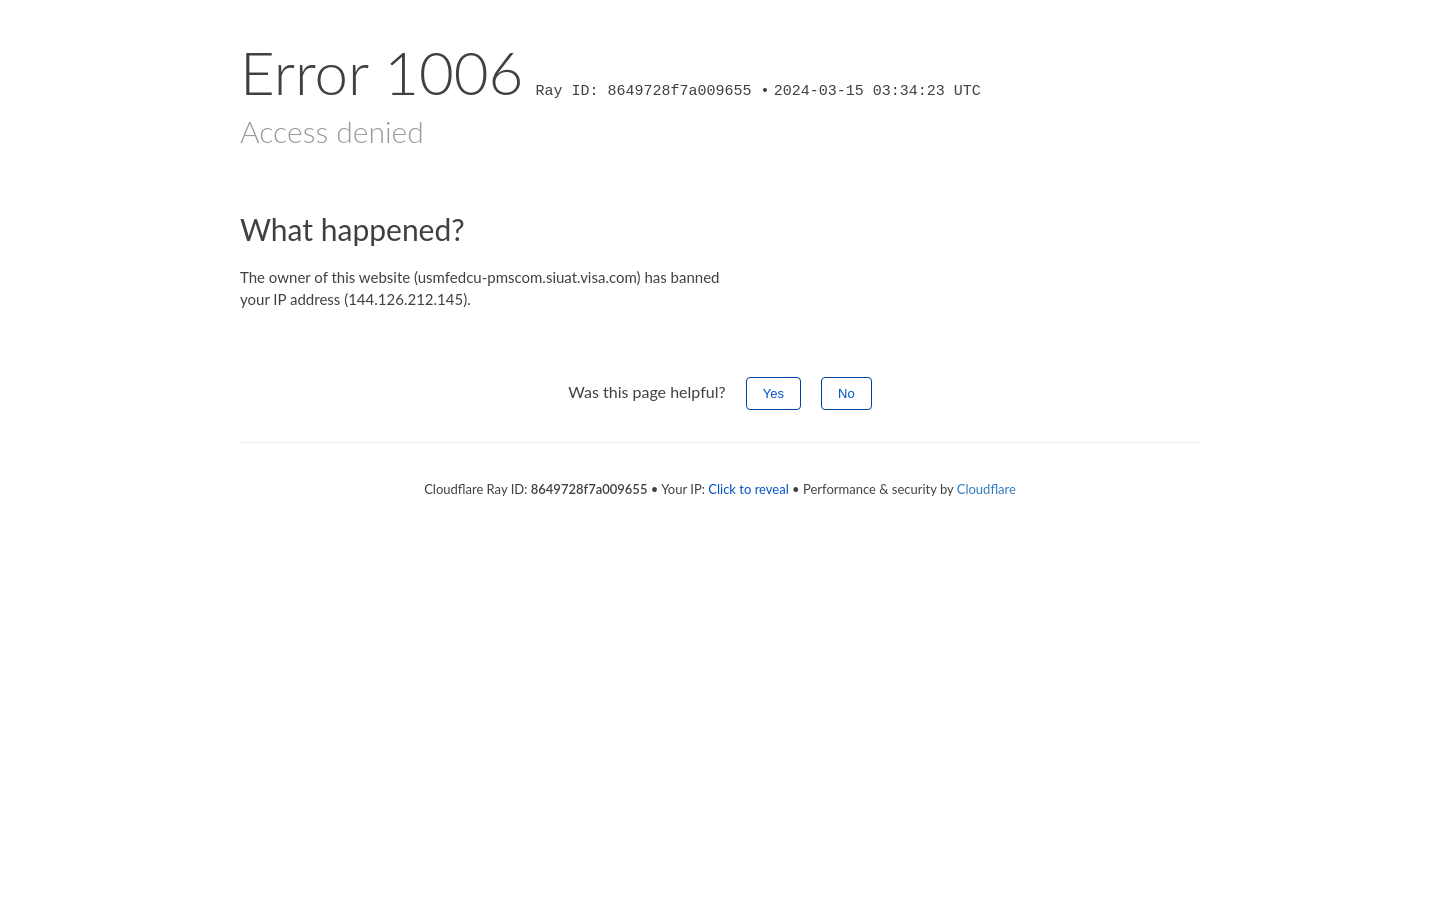 Error 1006 Ray ID: 8649728f7a009655 • 2024-03-15 03:34:23 UTC
Access denied
What happened?
The owner of this website (usmfedcu-pmscom.siuat.visa.com) has banned
your IP address (144.126.212.145).
Was this page helpful? Yes No
Cloudflare Ray ID: 8649728f7a009655 • Your IP: Click to reveal • Performance & security by Cloudflare